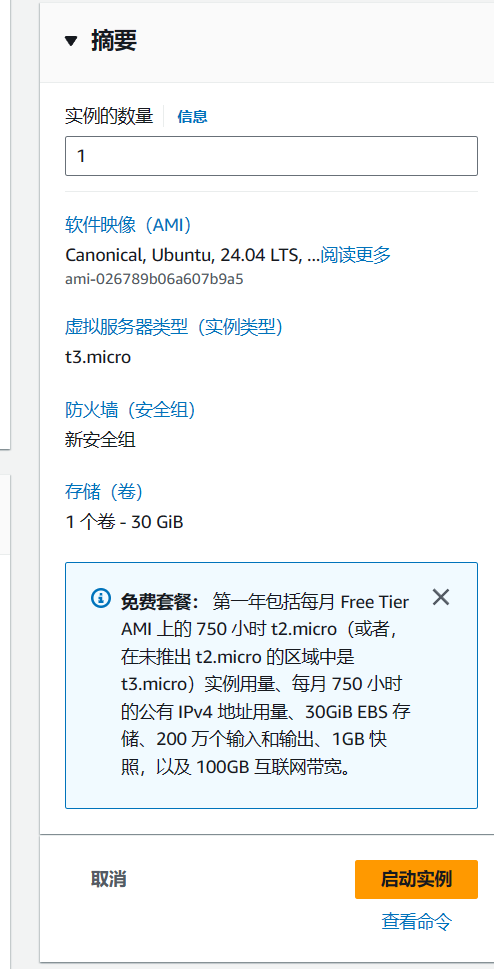 摘要
实例的数量 信息
1
软件映像（AMI）
Canonical, Ubuntu, 24.04 LTS, ...阅读更多
ami-026789b06a607b9a5
虚拟服务器类型（实例类型）
t3.micro
防火墙（安全组）
新安全组
存储（卷）
1 个卷 - 30 GiB
免费套餐： 第一年包括每月 Free Tier
AMI 上的 750 小时 t2.micro（或者，
在未推出 t2.micro 的区域中是
t3.micro）实例用量、每月 750 小时
的公有 IPv4 地址用量、30GiB EBS 存
储、200 万个输入和输出、1GB 快
照，以及 100GB 互联网带宽。
取消
启动实例
查看命令